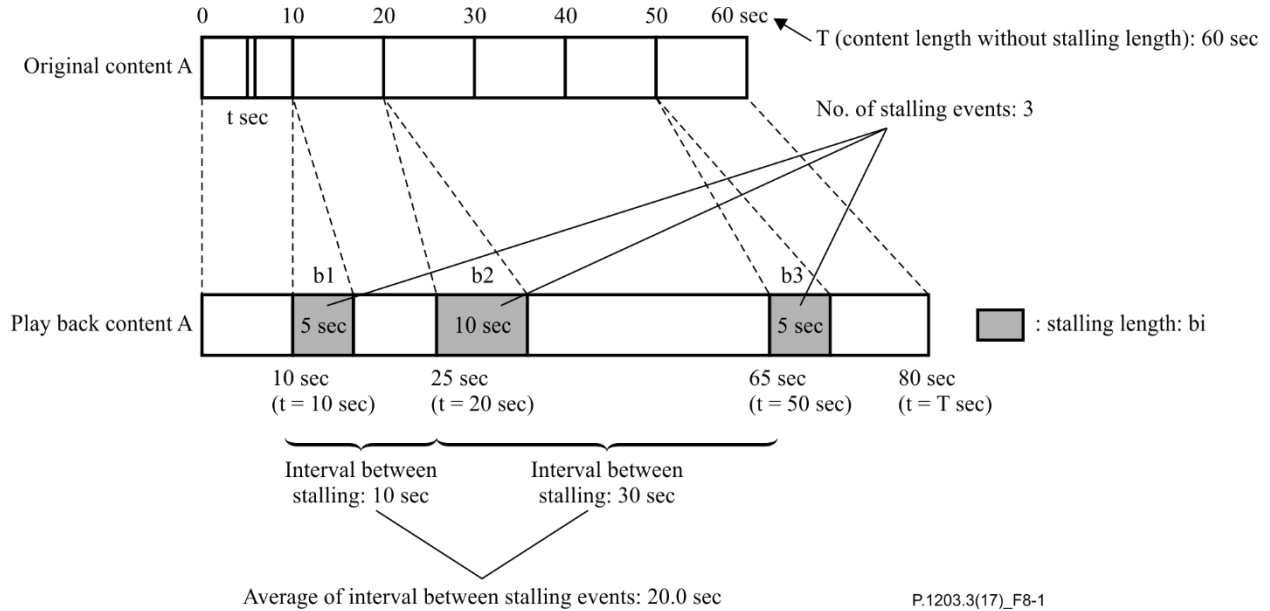 0 10 20 30 40 50 60 sec
T (content length without stalling length): 60 sec
Original content A
t sec
No. of stalling events: 3
b1 b2 b3
Play back content A
5 sec 10 sec 5 sec
: stalling length: bi
10 sec 25 sec 65 sec 80 sec
(t = 10 sec) (t = 20 sec) (t = 50 sec) (t = T sec)
Interval between Interval between
stalling: 10 sec stalling: 30 sec
Average of interval between stalling events: 20.0 sec
P.1203.3(17)_F8-1